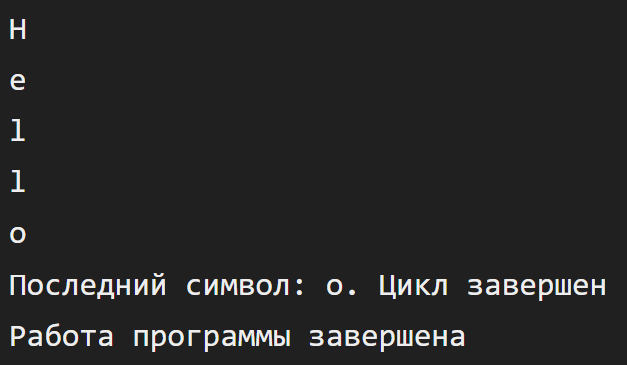 H
e
l
l
o
Последний символ: o. Цикл завершен
Работа программы завершена